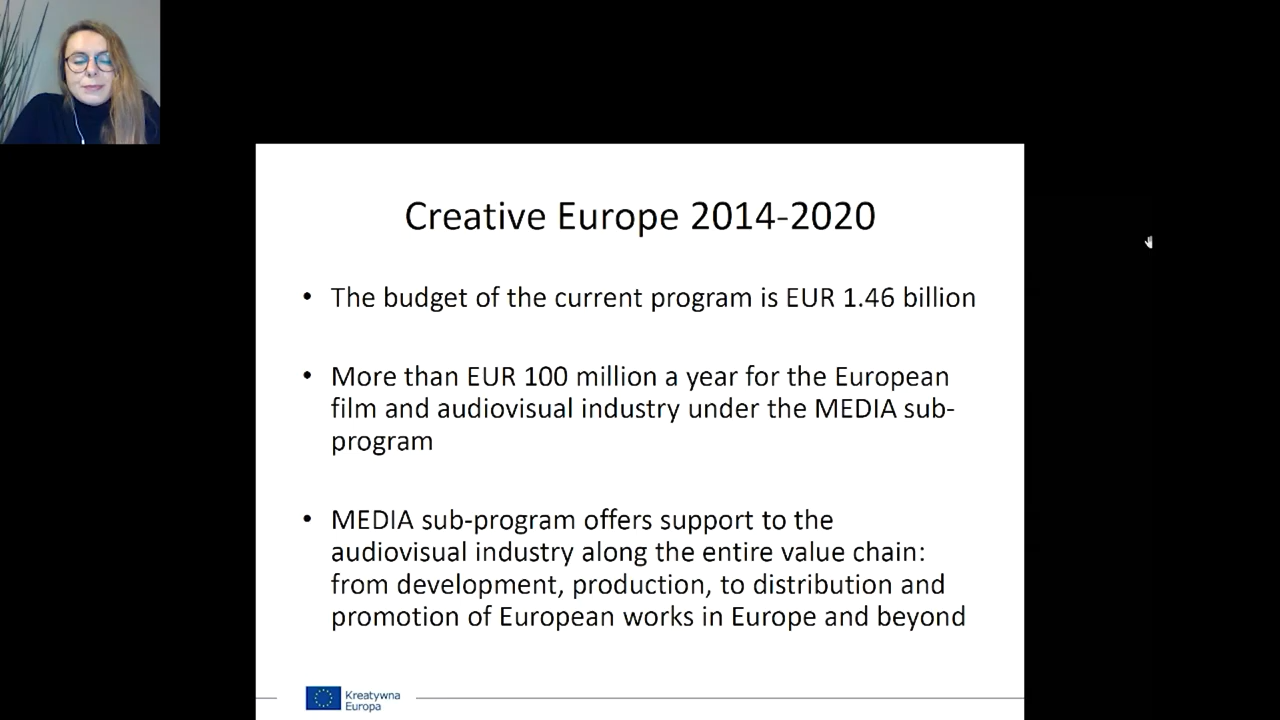 Creative Europe 2014-2020
• The budget of the current program is EUR 1.46 billion
• More than EUR 100 million a year for the European
film and audiovisual industry under the MEDIA sub-
program
• MEDIA sub-program offers support to the
audiovisual industry along the entire value chain:
from development, production, to distribution and
promotion of European works in Europe and beyond
Kreatywna
Europa